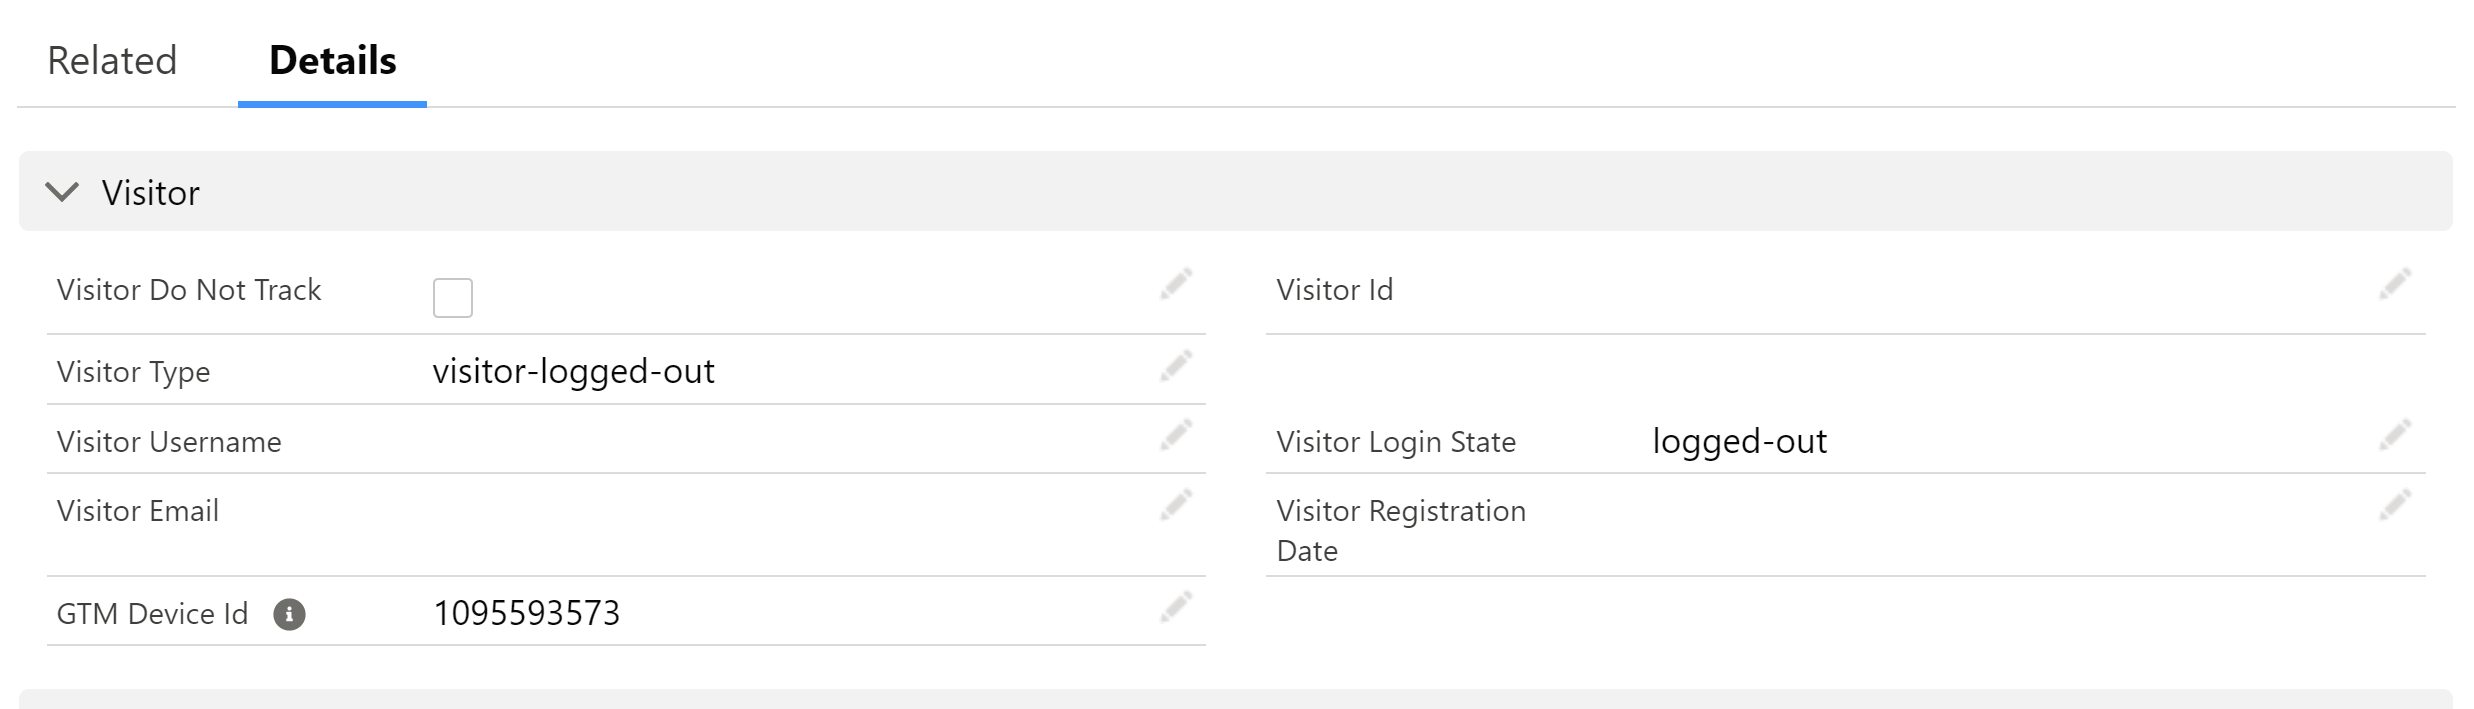 Related Details
Visitor
Visitor Do Not Track
Visitor Id
Visitor Type visitor-logged-out
Visitor Username
Visitor Login State logged-out
Visitor Email
Visitor Registration
Date
GTM Device Id 1095593573